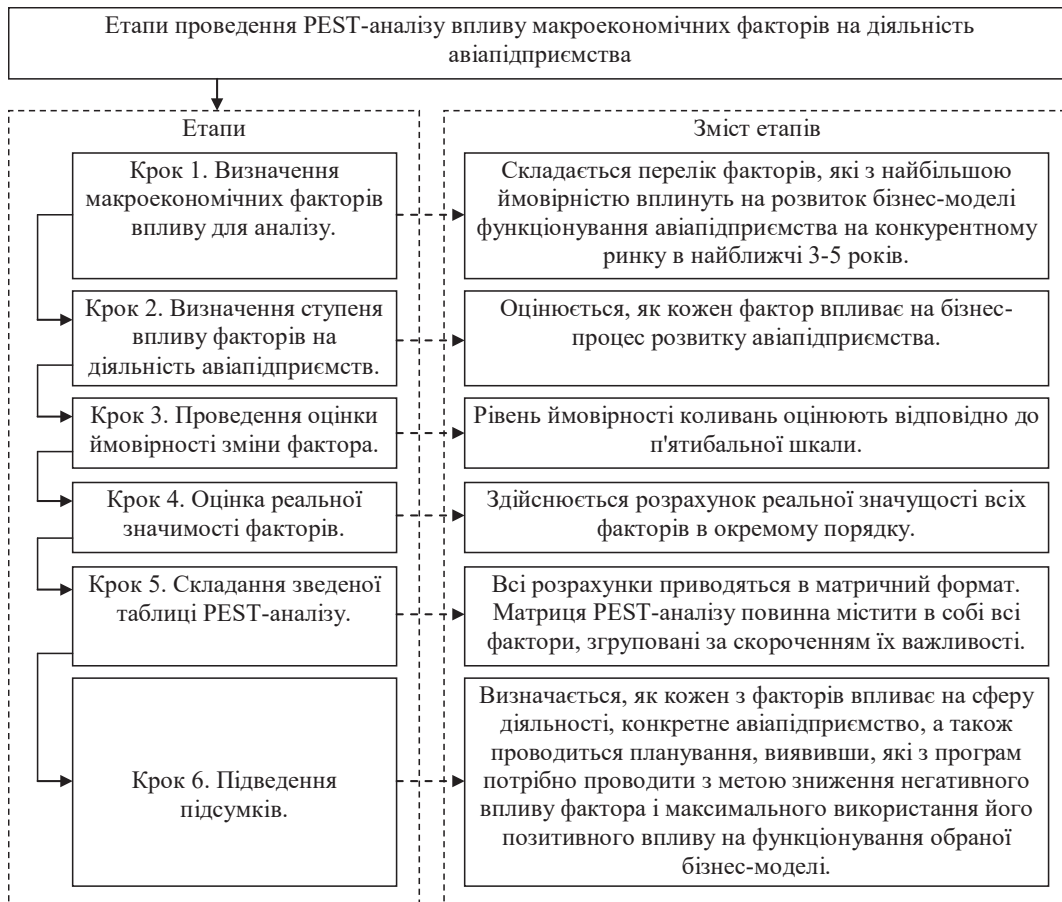 Етапи проведення PEST-аналізу впливу макроекономічних факторів на діяльність
авіапідприємства
Етапи
Зміст етапів
Крок 1. Визначення
макроекономічних факторів
впливу для аналізу.
Складається перелік факторів, які з найбільшою
ймовірністю вплинуть на розвиток бізнес-моделі
функціонування авіапідприємства на конкурентному
ринку в найближчі 3-5 років.
Крок 2. Визначення ступеня
впливу факторів на
діяльність авіапідприємств.
Оцінюється, як кожен фактор впливає на бізнес-
процес розвитку авіапідприємства.
Крок 3. Проведення оцінки
ймовірності зміни фактора.
Рівень ймовірності коливань оцінюють відповідно до
п'ятибальної шкали.
Крок 4. Оцінка реальної
значимості факторів.
Здійснюється розрахунок реальної значущості всіх
факторів в окремому порядку.
Крок 5. Складання зведеної
таблиці PEST-аналізу.
Всі розрахунки приводяться в матричний формат.
Матриця PEST-аналізу повинна містити в собі всі
фактори, згруповані за скороченням їх важливості.
Крок 6. Підведення
підсумків.
Визначається, як кожен з факторів впливає на сферу
діяльності, конкретне авіапідприємство, а також
проводиться планування, виявивши, які з програм
потрібно проводити з метою зниження негативного
впливу фактора і максимального використання його
позитивного впливу на функціонування обраної
бізнес-моделі.